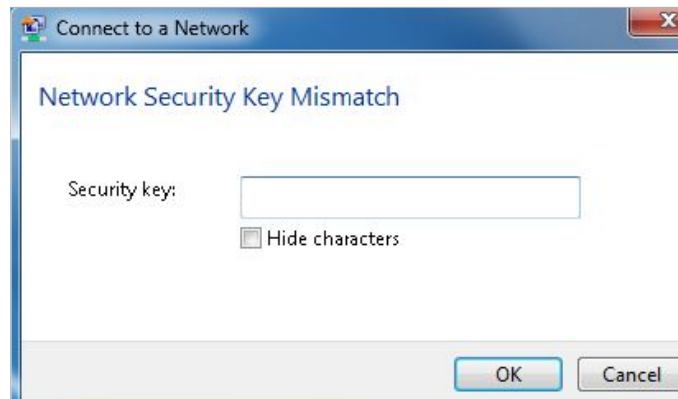 Connect to a Network
Network Security Key Mismatch
Security key:
Hide characters
OK Cancel